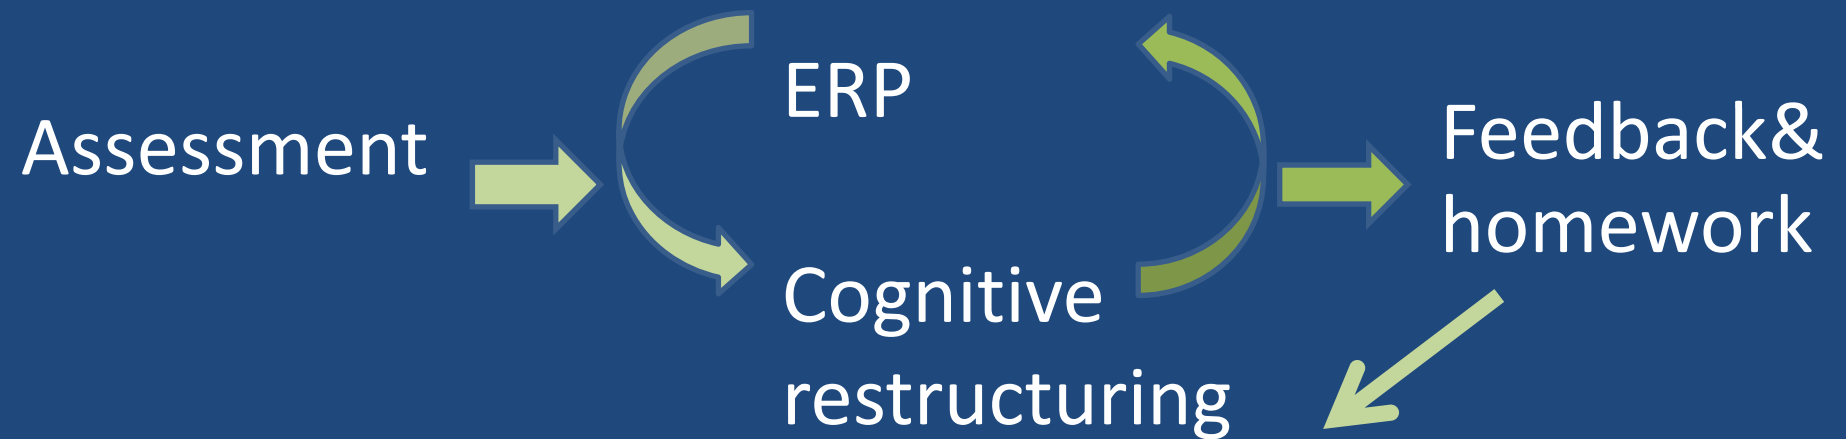 Assessment
ERP
Cognitive
restructuring
Feedback&
homework